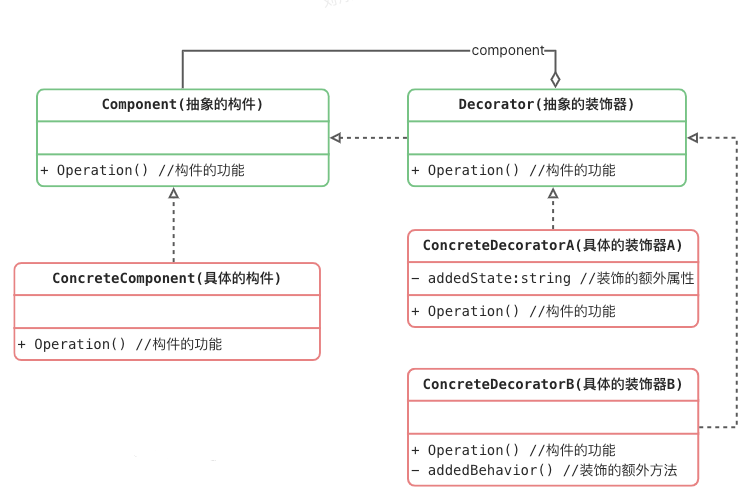 component
Component(抽象的构件)
+ Operation() //构件的功能
Decorator(抽象的装饰器)
+ Operation() //构件的功能
ConcreteComponent(具体的构件)
+ Operation() //构件的功能
ConcreteDecoratorA(具体的装饰器A)
− addedState:string //装饰的额外属性
+ Operation() //构件的功能
ConcreteDecoratorB(具体的装饰器B)
+ Operation() //构件的功能
− addedBehavior() //装饰的额外方法